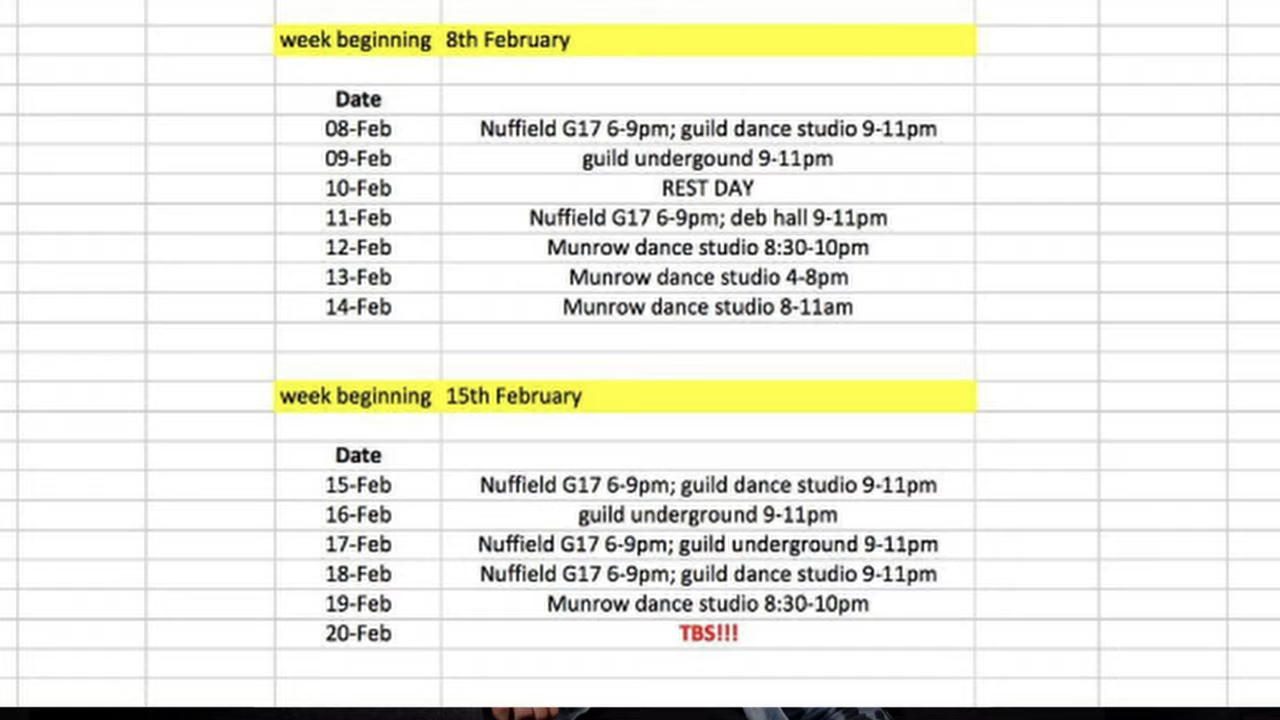 week beginning 8th February
Date
08-Feb Nuffield G17 6-9pm; guild dance studio 9-11pm
09-Feb guild undergound 9-11pm
10-Feb REST DAY
11-Feb Nuffield G17 6-9pm; deb hall 9-11pm
12-Feb Munrow dance studio 8:30-10pm
13-Feb Munrow dance studio 4-8pm
14-Feb Munrow dance studio 8-11am
week beginning 15th February
Date
15-Feb Nuffield G17 6-9pm; guild dance studio 9-11pm
16-Feb guild underground 9-11pm
17-Feb Nuffield G17 6-9pm; guild underground 9-11pm
18-Feb Nuffield G17 6-9pm; guild dance studio 9-11pm
19-Feb Munrow dance studio 8:30-10pm
20-Feb TBS!!!